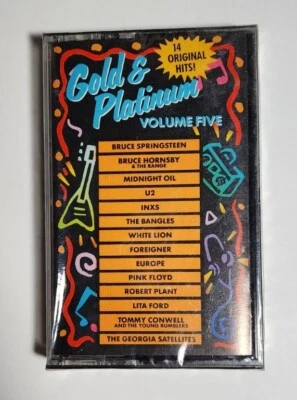 14
ORIGINAL
HITS!
Gold &
Platinum
VOLUME FIVE
BRUCE SPRINGSTEEN
BRUCE HORNSBY
& THE RANGE
MIDNIGHT OIL
U2
INXS
THE BANGLES
WHITE LION
FOREIGNER
EUROPE
PINK FLOYD
ROBERT PLANT
LITA FORD
TOMMY CONWELL
AND THE YOUNG RUMBLERS
THE GEORGIA SATELLITES